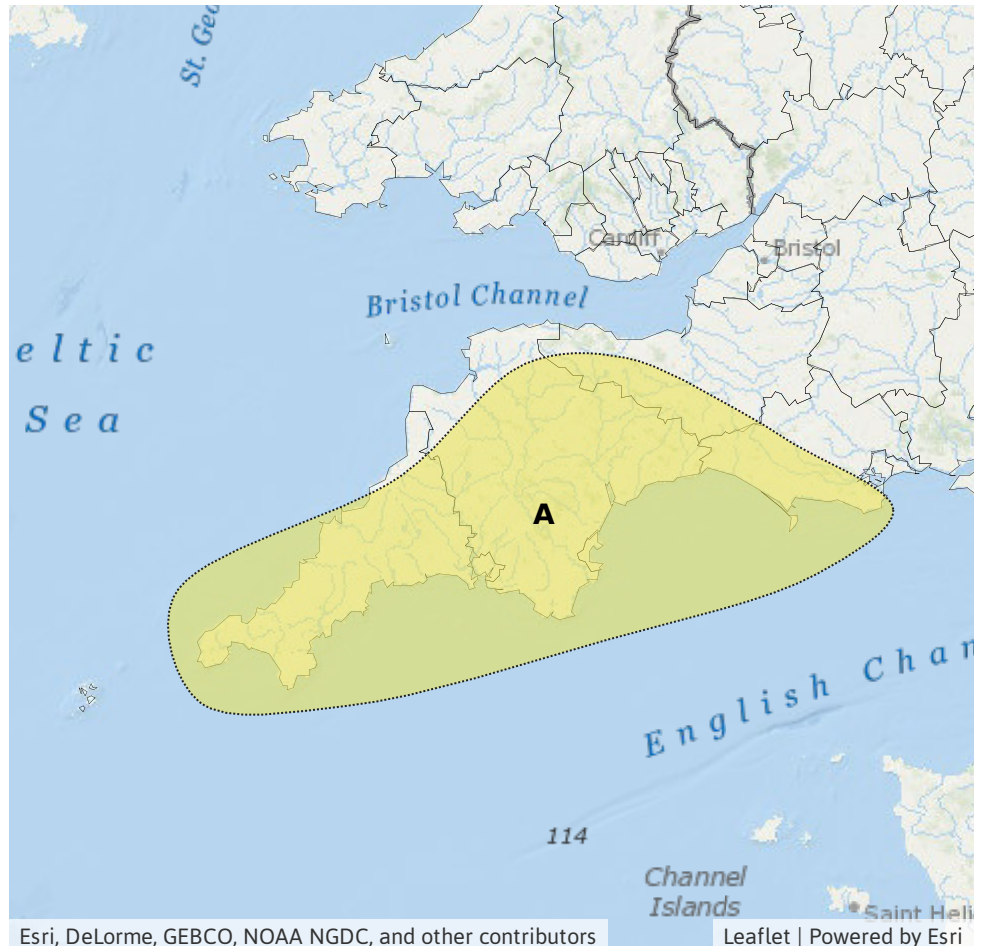 St. Geo
Cardiff
Bristol
Bristol Channel
eltic
Sea
A
English Chan
114
Channel
Islands
Saint Heli
Esri, DeLorme, GEBCO, NOAA NGDC, and other contributors
Leaflet | Powered by Esri